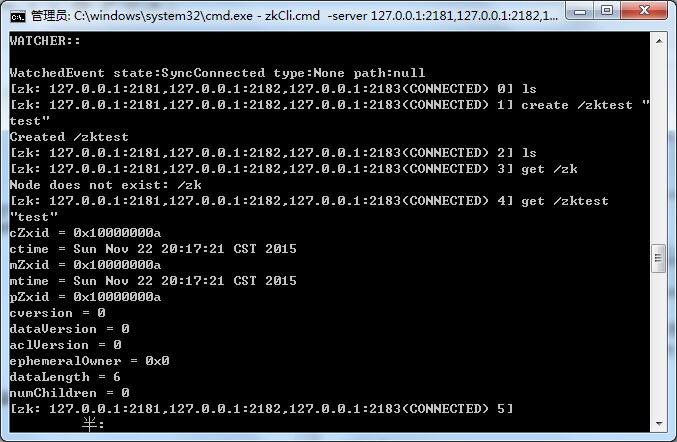 管理员: C:\windows\system32\cmd.exe - zkCli.cmd  -server 127.0.0.1:2181,127.0.0.1:2182,1...
WATCHER::
WatchedEvent state:SyncConnected type:None path:null
[zk: 127.0.0.1:2181,127.0.0.1:2182,127.0.0.1:2183(CONNECTED) 0] ls
[zk: 127.0.0.1:2181,127.0.0.1:2182,127.0.0.1:2183(CONNECTED) 1] create /zktest "
test"
Created /zktest
[zk: 127.0.0.1:2181,127.0.0.1:2182,127.0.0.1:2183(CONNECTED) 2] ls
[zk: 127.0.0.1:2181,127.0.0.1:2182,127.0.0.1:2183(CONNECTED) 3] get /zk
Node does not exist: /zk
[zk: 127.0.0.1:2181,127.0.0.1:2182,127.0.0.1:2183(CONNECTED) 4] get /zktest
"test"
cZxid = 0x10000000a
ctime = Sun Nov 22 20:17:21 CST 2015
mZxid = 0x10000000a
mtime = Sun Nov 22 20:17:21 CST 2015
pZxid = 0x10000000a
cversion = 0
dataVersion = 0
aclVersion = 0
ephemeralOwner = 0x0
dataLength = 6
numChildren = 0
[zk: 127.0.0.1:2181,127.0.0.1:2182,127.0.0.1:2183(CONNECTED) 5]
半: